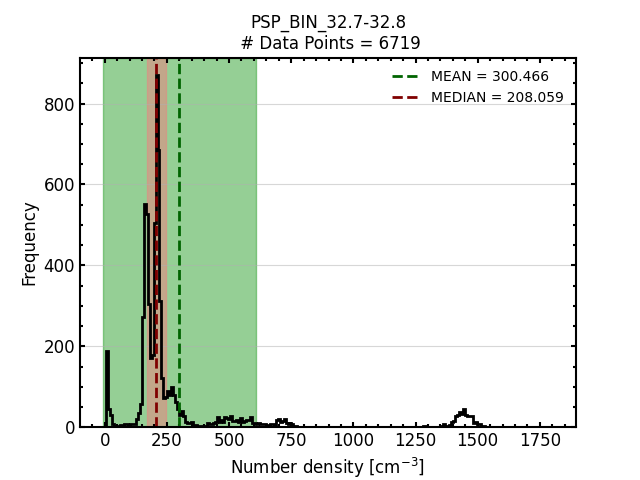 PSP_BIN_32.7-32.8
# Data Points = 6719
MEAN = 300.466
MEDIAN = 208.059
Frequency
800
600
400
200
0
0 250 500 750 1000 1250 1500 1750
Number density [cm⁻³]